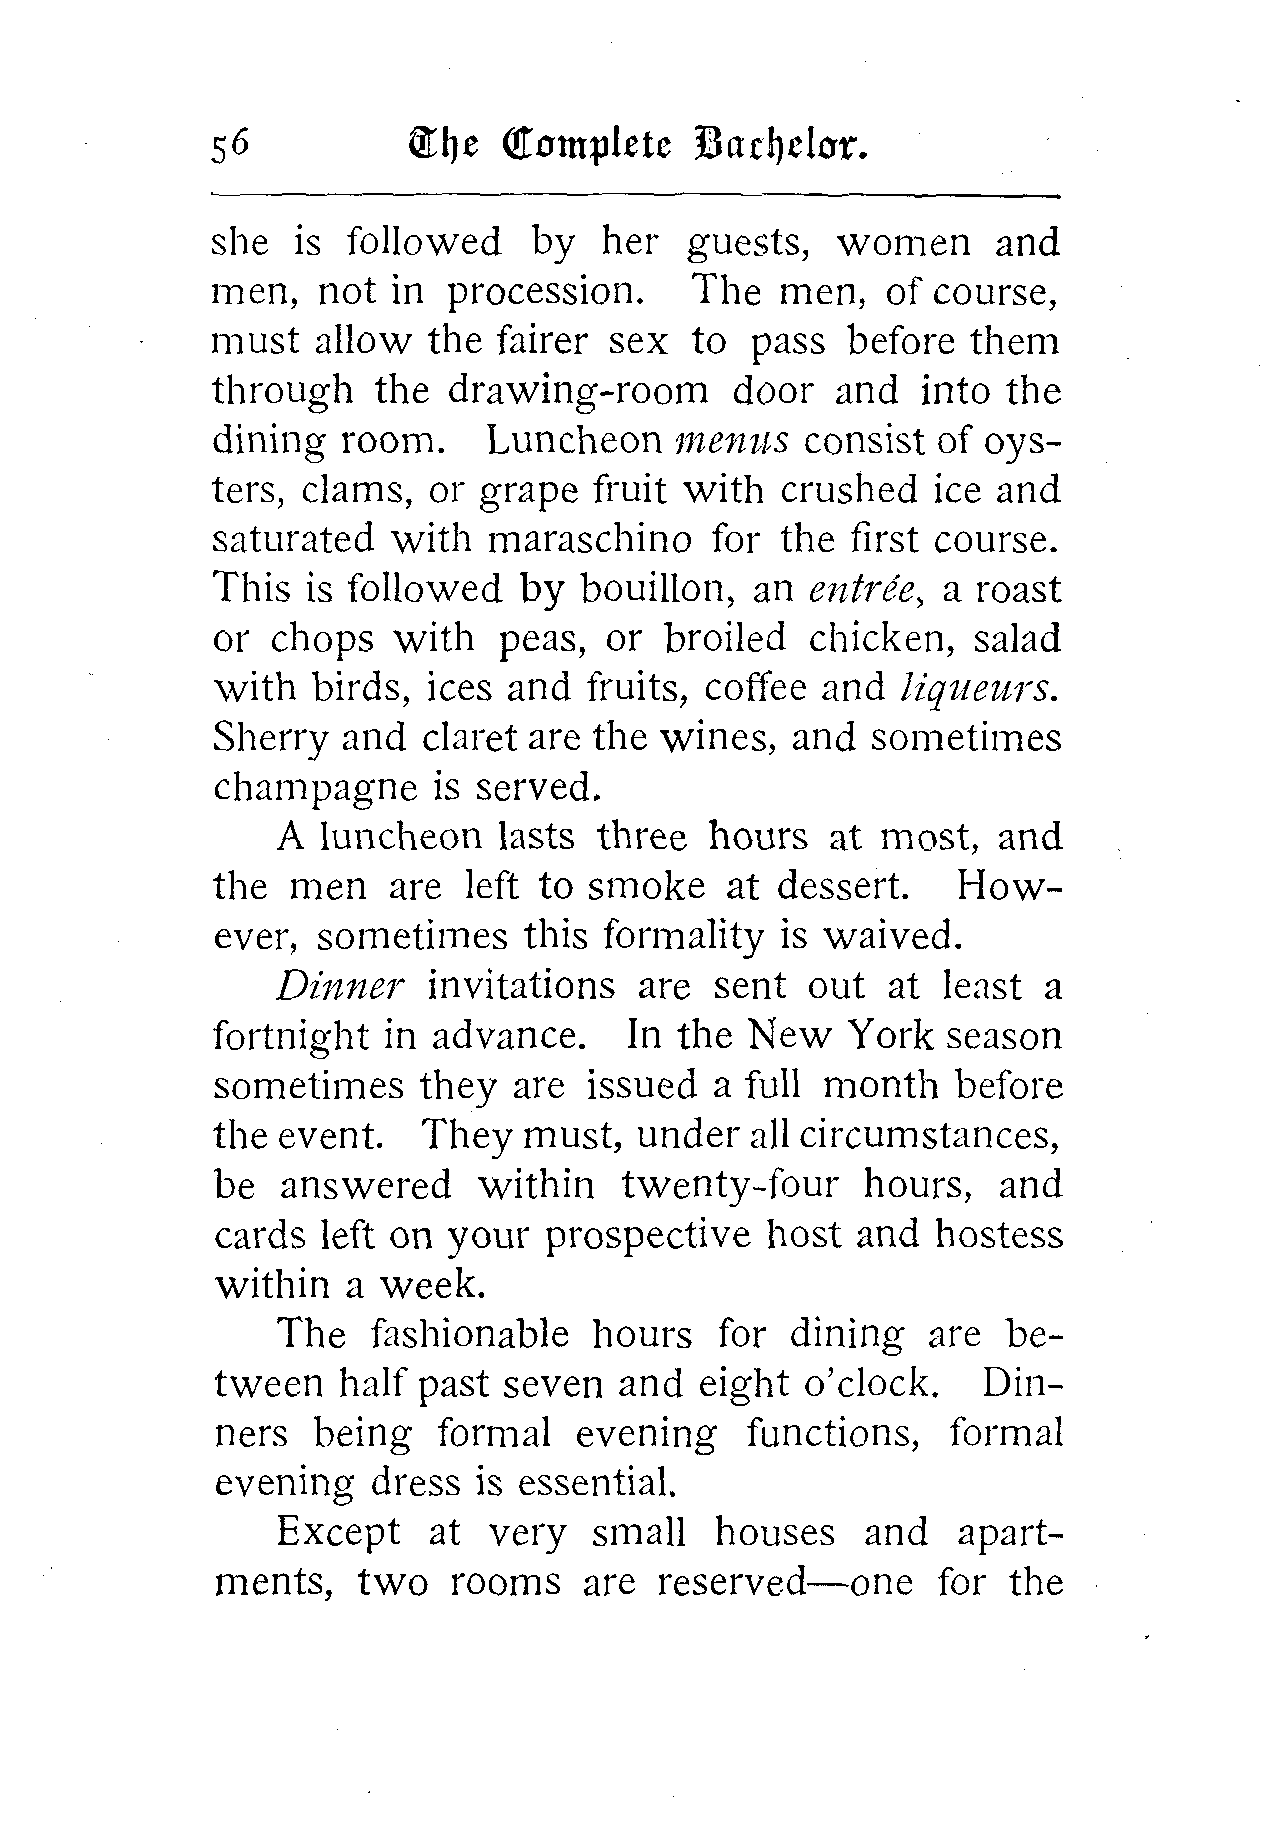 56 The Complete Bachelor.
she is followed by her guests, women and
men, not in procession. The men, of course,
must allow the fairer sex to pass before them
through the drawing-room door and into the
dining room. Luncheon menus consist of oys-
ters, clams, or grape fruit with crushed ice and
saturated with maraschino for the first course.
This is followed by bouillon, an entrée, a roast
or chops with peas, or broiled chicken, salad
with birds, ices and fruits, coffee and liqueurs.
Sherry and claret are the wines, and sometimes
champagne is served.
A luncheon lasts three hours at most, and
the men are left to smoke at dessert. How-
ever, sometimes this formality is waived.
Dinner invitations are sent out at least a
fortnight in advance. In the New York season
sometimes they are issued a full month before
the event. They must, under all circumstances,
be answered within twenty-four hours, and
cards left on your prospective host and hostess
within a week.
The fashionable hours for dining are be-
tween half past seven and eight o'clock. Din-
ners being formal evening functions, formal
evening dress is essential.
Except at very small houses and apart-
ments, two rooms are reserved—one for the